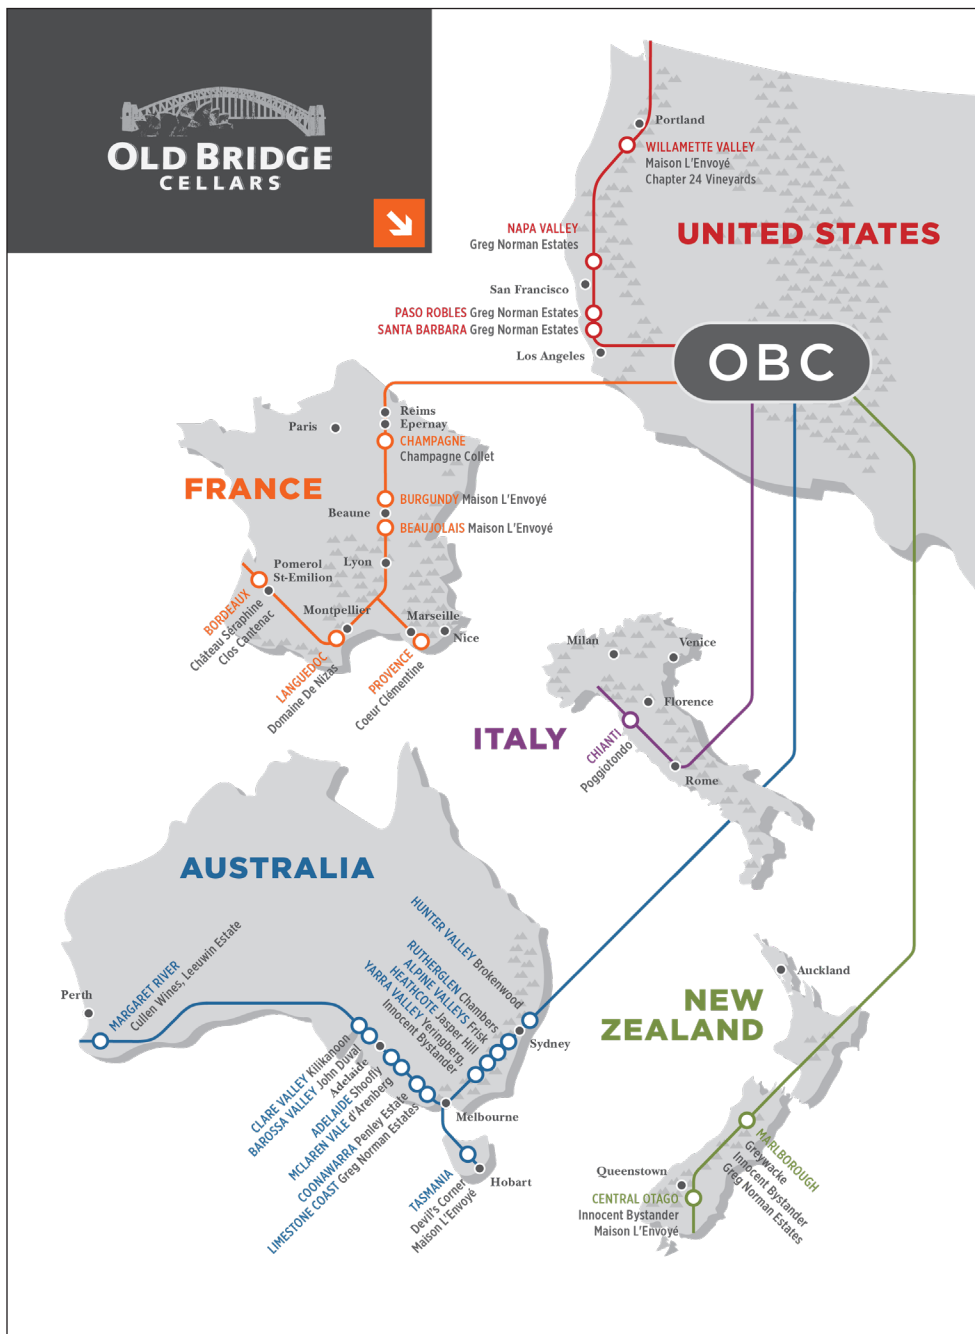 OLD BRIDGE
CELLARS
Portland
WILLAMETTE VALLEY
Maison L'Envoyé
Chapter 24 Vineyards
NAPA VALLEY
Greg Norman Estates
UNITED STATES
San Francisco
PASO ROBLES Greg Norman Estates
SANTA BARBARA Greg Norman Estates
Los Angeles
OBC
Reims
Epernay
Paris
CHAMPAGNE
Champagne Collet
FRANCE
BURGUNDY Maison L'Envoyé
Beaune
BEAUJOLAIS Maison L'Envoyé
Lyon
Pomerol
St-Emilion
BORDEAUX
Château Séraphine
Clos Cantenac
Montpellier
LANGUEDOC
Domaine De Nizas
Marseille
Nice
PROVENCE
Coeur Clémentine
Milan
Venice
Florence
ITALY
CHIANTI
Poggiotondo
Rome
AUSTRALIA
HUNTER VALLEY Brokenwood
RUTHERGLEN Chambers
ALPINE VALLEYS Frisk
HEATHCOTE Jasper Hill
YARRA VALLEY Yeringberg,
Innocent Bystander
Perth
MARGARET RIVER
Cullen Wines, Leeuwin Estate
Sydney
CLARE VALLEY Kilikanoon
BAROSSA VALLEY John Duval
Adelaide
ADELAIDE Shoofly
MCLAREN VALE d'Arenberg
COONAWARRA Penley Estate
LIMESTONE COAST Greg Norman Estates
Melbourne
TASMANIA
Devil's Corner
Maison L'Envoyé
Hobart
Auckland
NEW
ZEALAND
MARLBOROUGH
Greywacke
Innocent Bystander
Greg Norman Estates
Queenstown
CENTRAL OTAGO
Innocent Bystander
Maison L'Envoyé